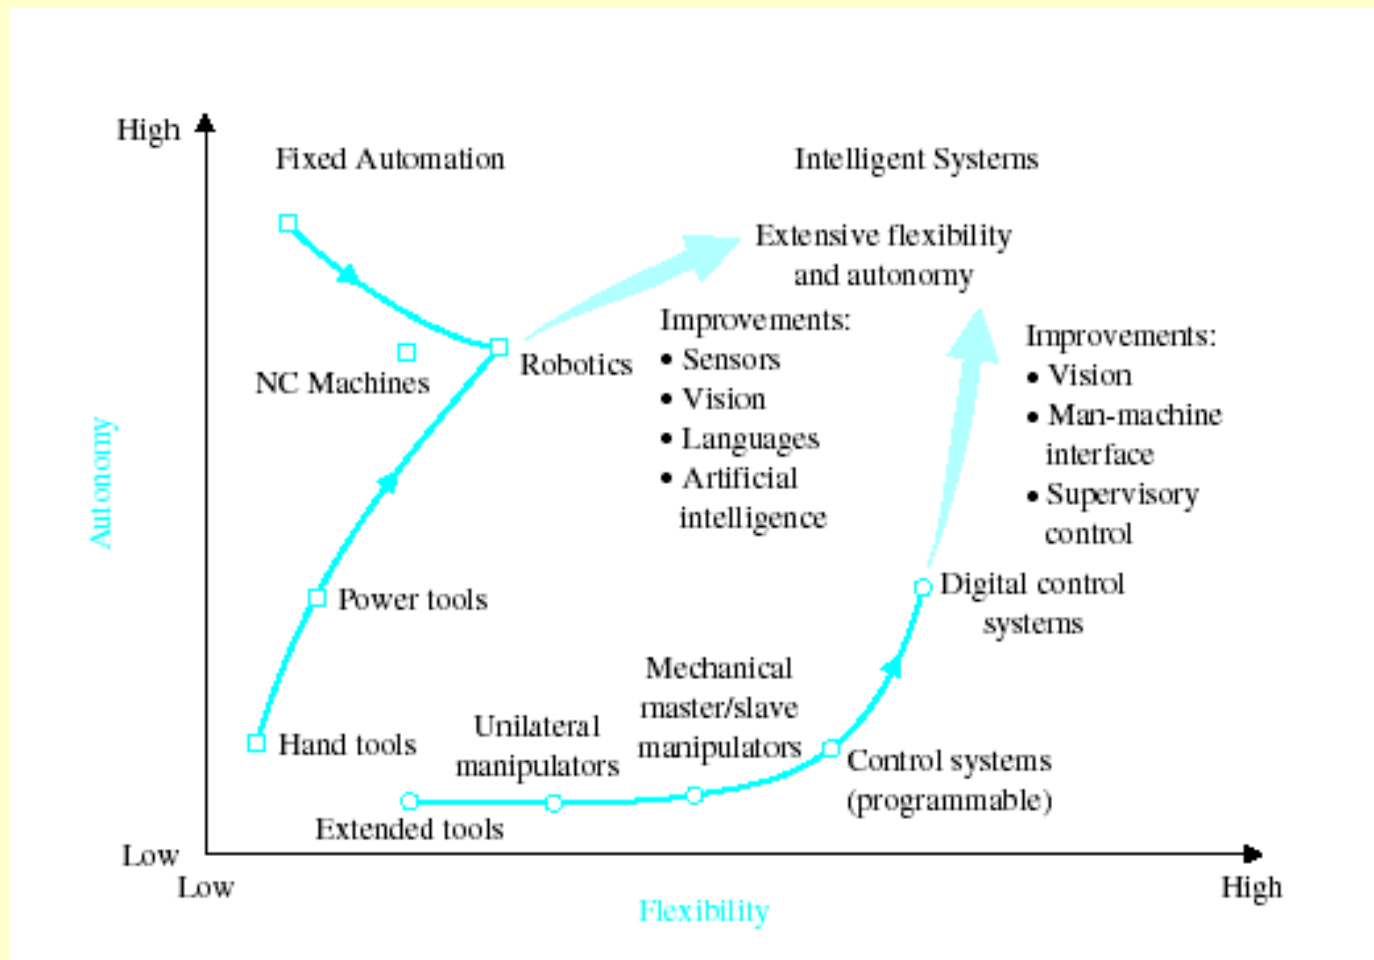 High
Fixed Automation
Intelligent Systems
Extensive flexibility
and autonomy
Improvements:
• Sensors
• Vision
• Languages
• Artificial
intelligence
Improvements:
• Vision
• Man-machine
interface
• Supervisory
control
Robotics
NC Machines
Autonomy
Power tools
Digital control
systems
Mechanical
master/slave
manipulators
Unilateral
manipulators
Hand tools
Control systems
(programmable)
Extended tools
Low
Low
High
Flexibility